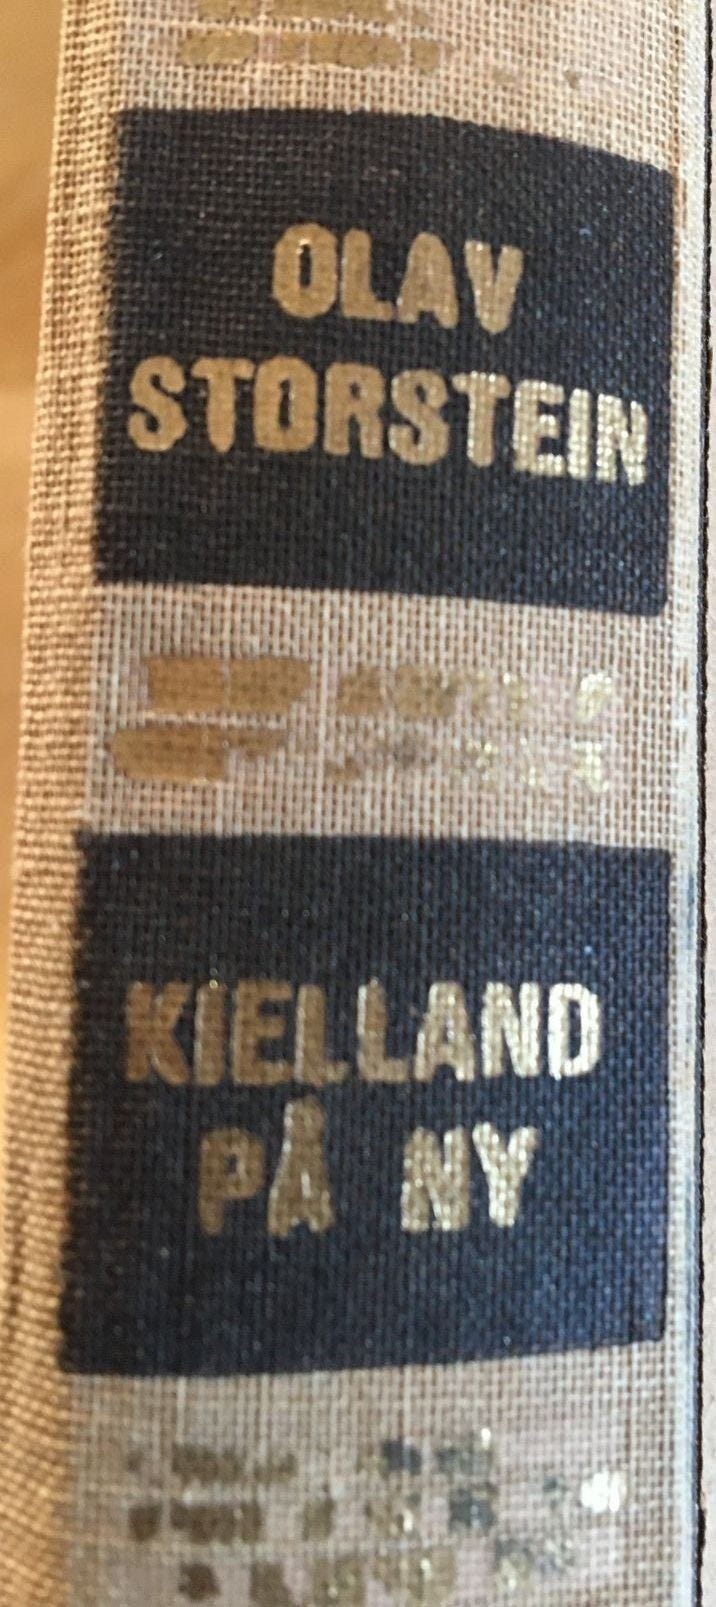 OLAV
STORSTEIN
KIELLAND
PÅ NY